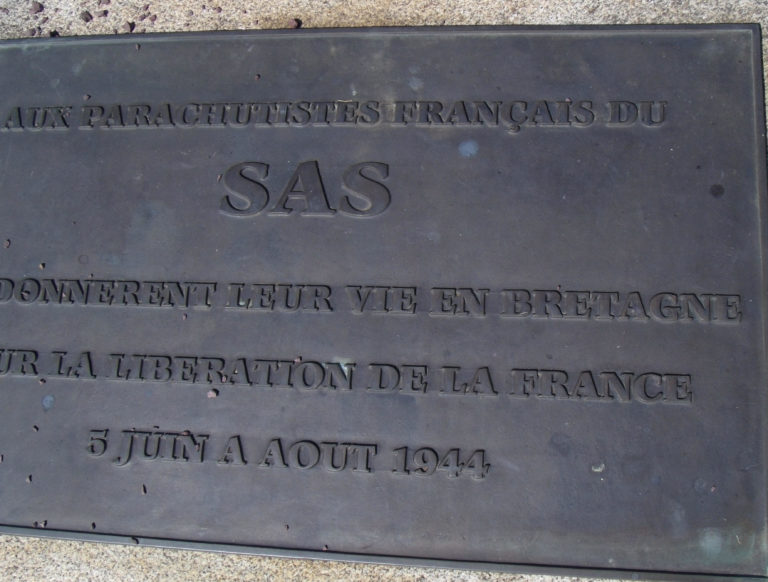 AUX PARACHUTISTES FRANÇAIS DU
SAS
DONNERENT LEUR VIE EN BRETAGNE
UR LA LIBERATION DE LA FRANCE
5 JUIN A AOUT 1944